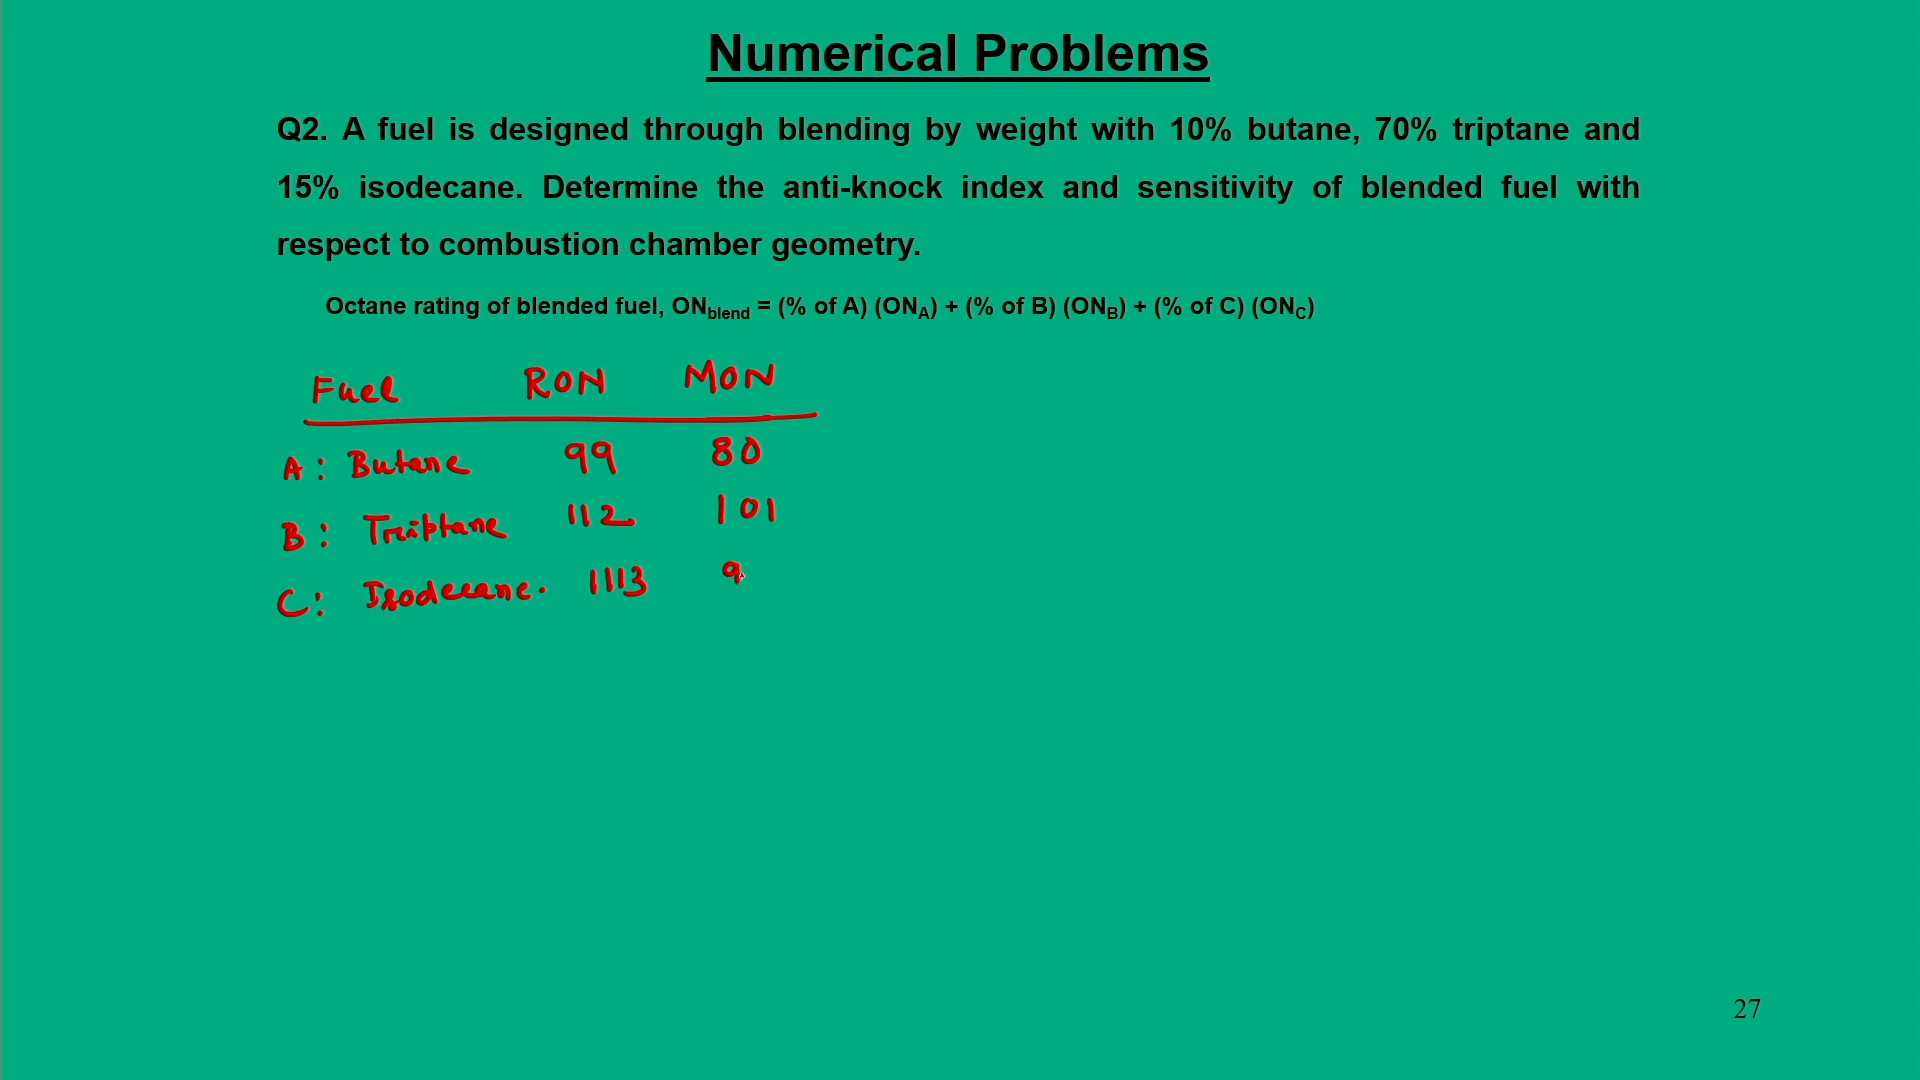 Numerical Problems
Q2. A fuel is designed through blending by weight with 10% butane, 70% triptane and
15% isodecane. Determine the anti-knock index and sensitivity of blended fuel with
respect to combustion chamber geometry.
Octane rating of blended fuel, ONblend = (% of A) (ONA) + (% of B) (ONB) + (% of C) (ONC)
Fuel RON MON
A: Butane 99 80
B: Triptane 112 101
C: Isodecane. 1113 9
27